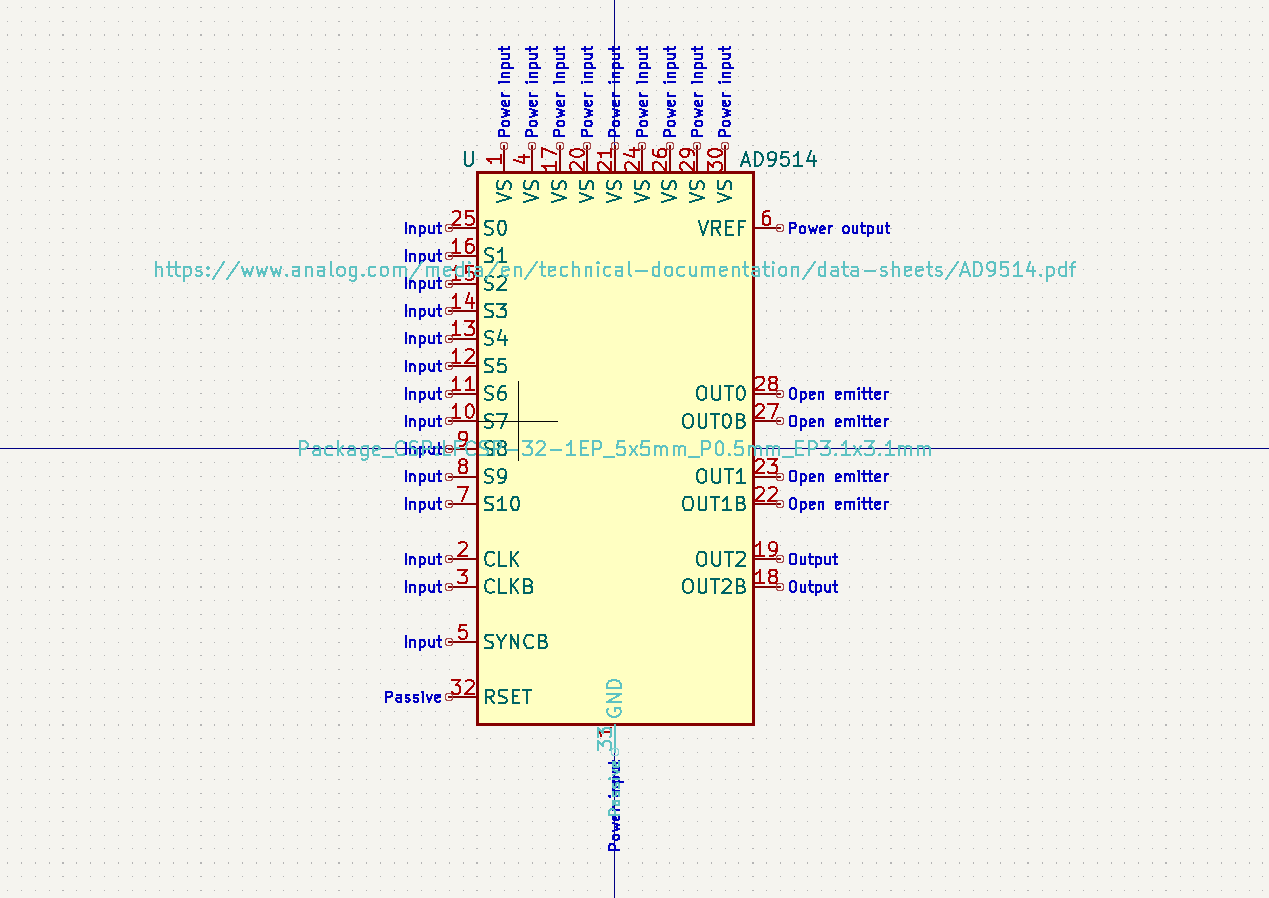 Power input Power input Power input Power input Power input Power input Power input Power input Power input
U 1 4 17 20 21 24 26 29 30 AD9514
VS VS VS VS VS VS VS VS VS
Input 25 S0 VREF 6 Power output
Input 16 S1
https://www.analog.com/media/en/technical-documentation/data-sheets/AD9514.pdf
Input 15 S2
Input 14 S3
Input 13 S4
Input 12 S5
Input 11 S6 OUT0 28 Open emitter
Input 10 S7 OUT0B 27 Open emitter
Input 9 S8
Package_CSP:LFCSP-32-1EP_5x5mm_P0.5mm_EP3.1x3.1mm
Input 8 S9 OUT1 23 Open emitter
Input 7 S10 OUT1B 22 Open emitter
Input 2 CLK OUT2 19 Output
Input 3 CLKB OUT2B 18 Output
Input 5 SYNCB
Passive 32 RSET
GND
33
Passive
Power input